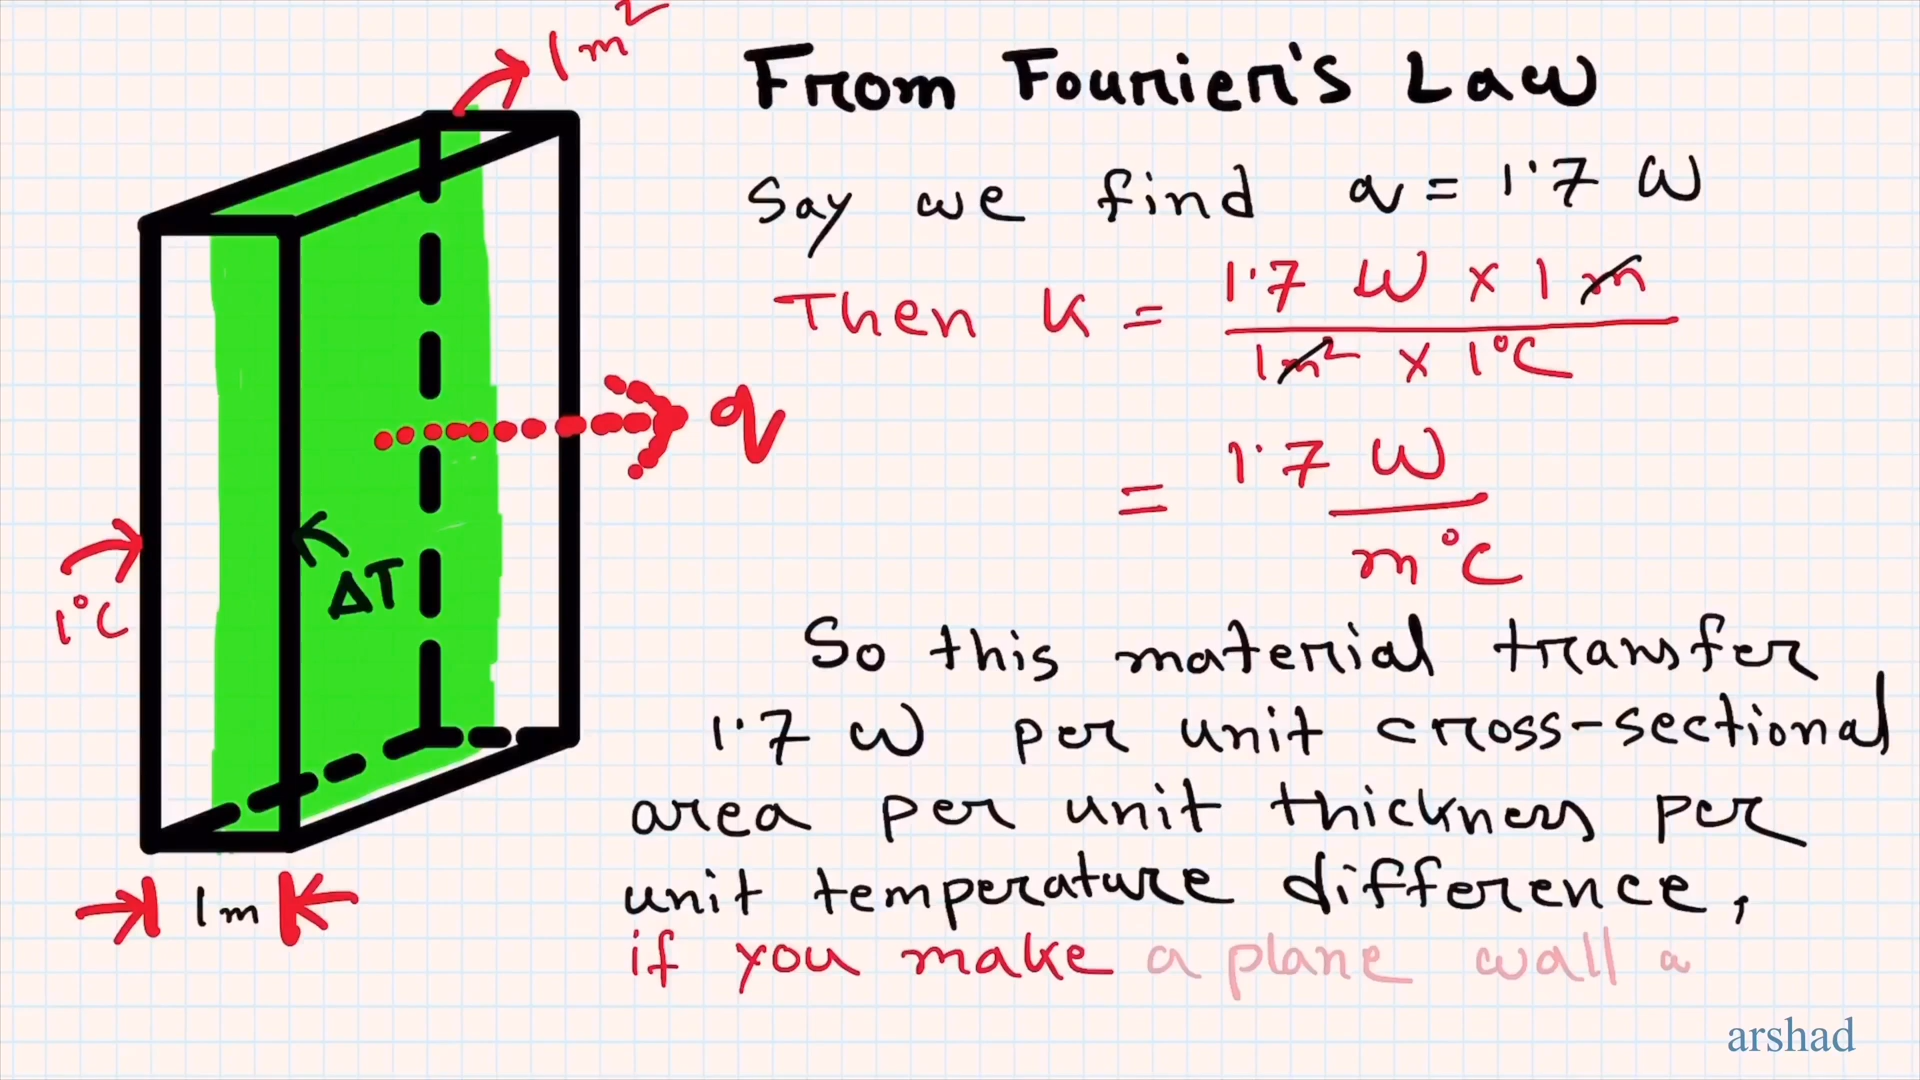 1 m²
From Fourier's Law
Say we find q = 1.7 W
Then k = 1.7 W x 1 m
1m² x 1°C
q
= 1.7 W
m°C
ΔT
1°C
So this material transfer
1.7 W per unit cross-sectional
area per unit thickness per
unit temperature difference,
1m
if you make a plane wall a
arshad